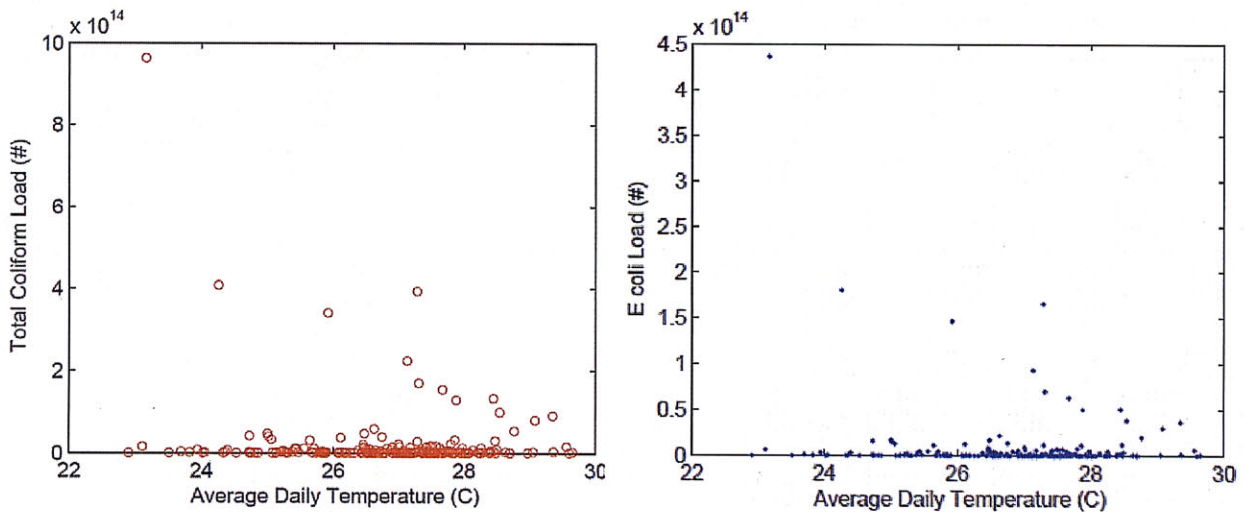 x 10^14
10
8
6
4
2
0
Total Coliform Load (#)
22 24 26 28 30
Average Daily Temperature (C)
x 10^14
4.5
4
3.5
3
2.5
2
1.5
1
0.5
0
E coli Load (#)
22 24 26 28 30
Average Daily Temperature (C)